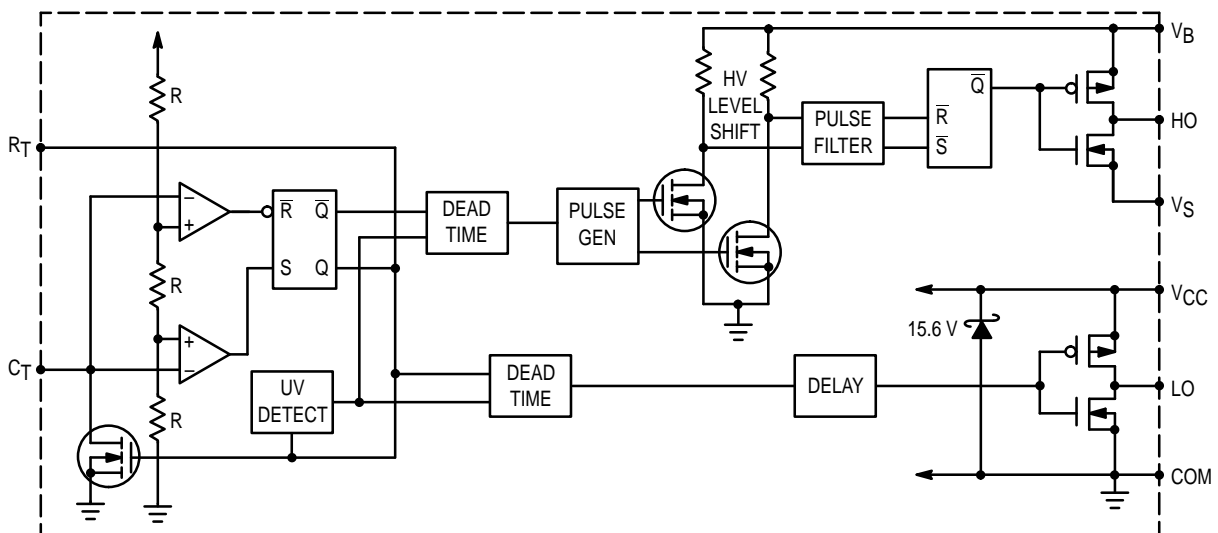 V_B
R
HV
LEVEL
SHIFT
Q̅
PULSE
FILTER
R̅
S̅
HO
R_T
V_S
−
+
R̅
Q̅
S
Q
DEAD
TIME
PULSE
GEN
R
V_CC
15.6 V
+
−
C_T
UV
DETECT
DEAD
TIME
DELAY
LO
R
COM